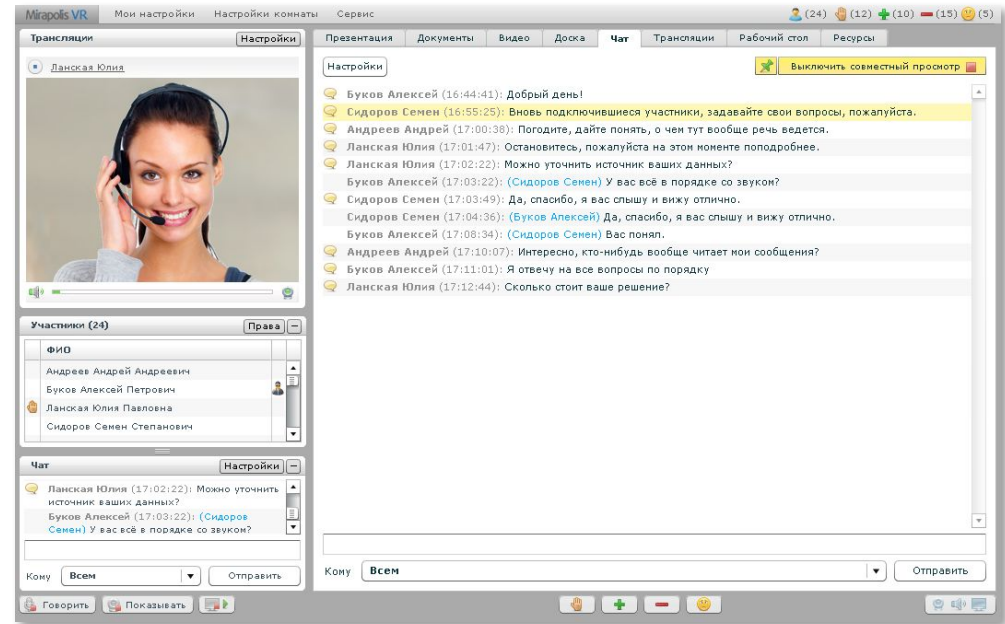 Mirapolis VR Мои настройки Настройки комнаты Сервис (24) (12) (10) (15) (5)
Трансляции Настройки
Ланская Юлия
Участники (24) Права
ФИО
Андреев Андрей Андреевич
Буков Алексей Петрович
Ланская Юлия Павловна
Сидоров Семен Степанович
Чат Настройки
Ланская Юлия (17:02:22): Можно уточнить
источник ваших данных?
Буков Алексей (17:03:22): (Сидоров
Семен) У вас всё в порядке со звуком?
Кому Всем Отправить
Говорить Показывать
Презентация Документы Видео Доска Чат Трансляции Рабочий стол Ресурсы
Настройки Выключить совместный просмотр
Буков Алексей (16:44:41): Добрый день!
Сидоров Семен (16:55:25): Вновь подключившиеся участники, задавайте свои вопросы, пожалуйста.
Андреев Андрей (17:00:38): Погодите, дайте понять, о чем тут вообще речь ведется.
Ланская Юлия (17:01:47): Остановитесь, пожалуйста на этом моменте поподробнее.
Ланская Юлия (17:02:22): Можно уточнить источник ваших данных?
Буков Алексей (17:03:22): (Сидоров Семен) У вас всё в порядке со звуком?
Сидоров Семен (17:03:49): Да, спасибо, я вас слышу и вижу отлично.
Сидоров Семен (17:04:36): (Буков Алексей) Да, спасибо, я вас слышу и вижу отлично.
Буков Алексей (17:08:34): (Сидоров Семен) Вас понял.
Андреев Андрей (17:10:07): Интересно, кто-нибудь вообще читает мои сообщения?
Буков Алексей (17:11:01): Я отвечу на все вопросы по порядку
Ланская Юлия (17:12:44): Сколько стоит ваше решение?
Кому Всем Отправить